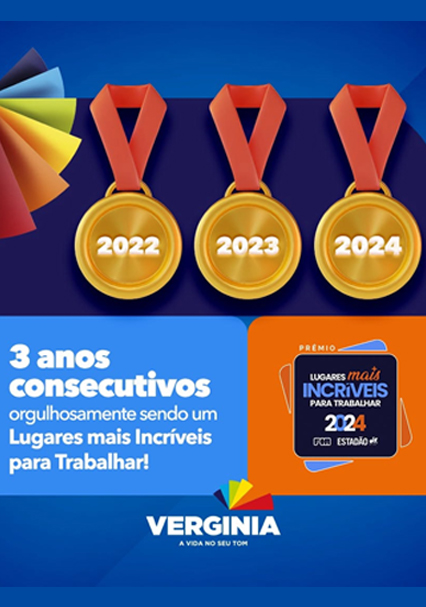 2022
2023
2024
3 anos
consecutivos
orgulhosamente sendo um
Lugares mais Incríveis
para Trabalhar!
PRÊMIO
LUGARES mais
INCRÍVEIS
PARA TRABALHAR
2024
FIA ESTADÃO
VERGINIA
A VIDA NO SEU TOM